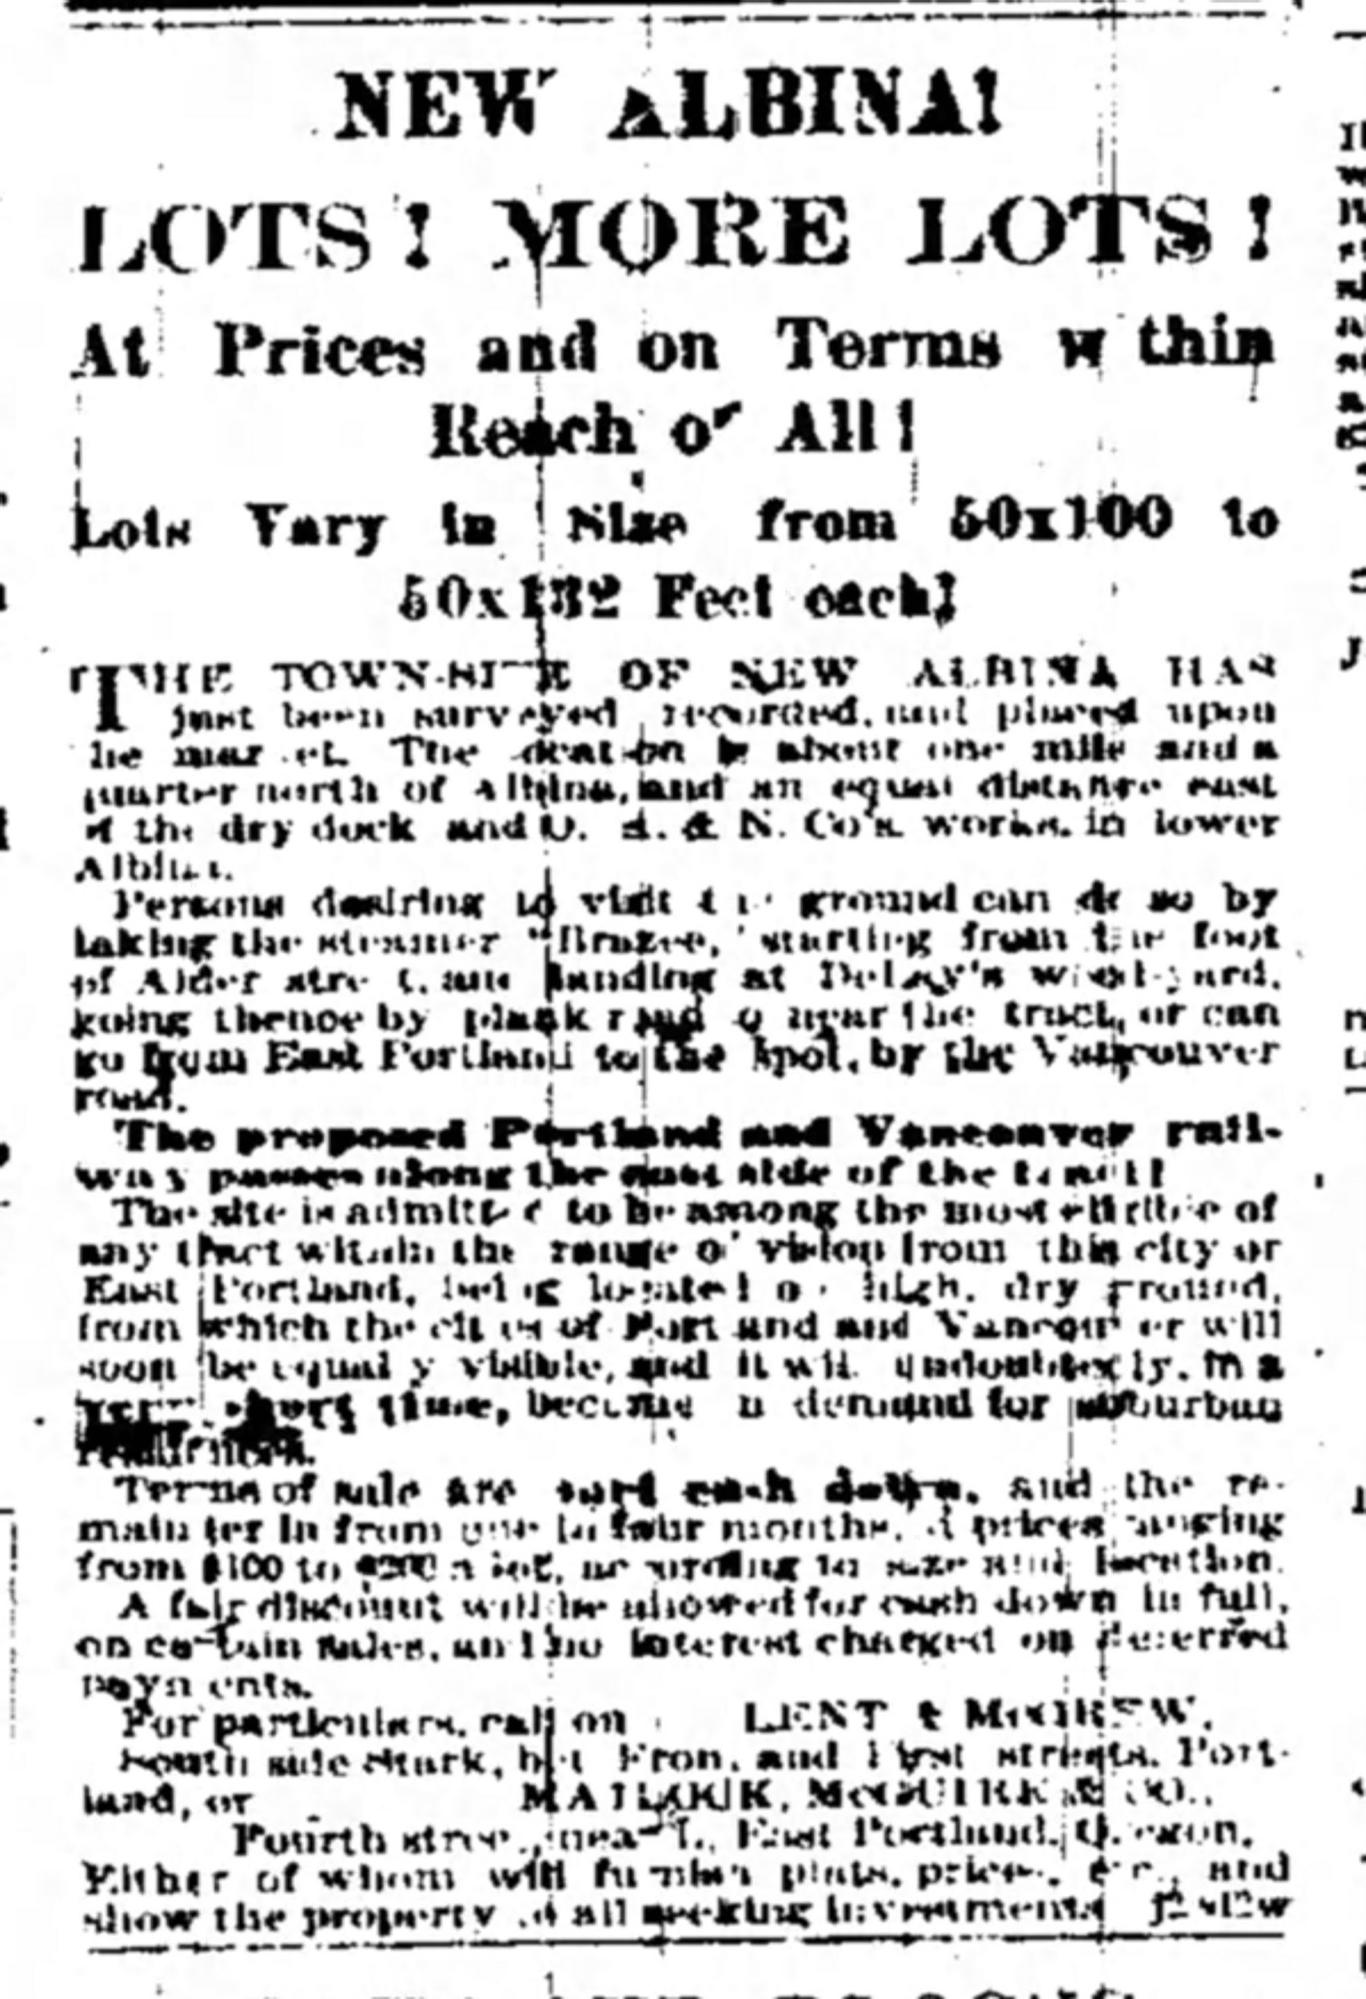 NEW ALBINA!
LOTS! MORE LOTS!
At Prices and on Terms w thin
Reach of All!
Lots Vary in Size from 50x100 to
50x132 Feet each!
THE TOWN-SITE OF NEW ALBINA HAS
just been surveyed, recorded, and placed upon
he mar et. The location is about one mile and a
quarter north of Albina, and an equal distance east
of the dry dock and O. R. & N. Co's. works, in lower
Albina.
Persons desiring to visit the ground can do so by
taking the steamer "Brazee," starting from the foot
of Alder street, and landing at DeLay's wood-yard,
going thence by plank road to near the tract, or can
go from East Portland to the spot, by the Vancouver
road.
The proposed Portland and Vancouver rail-
way passes along the east side of the tract!
The site is admitted to be among the most eligible of
any tract within the range of vision from this city or
East Portland, being located on high, dry ground,
from which the cities of Portland and Vancouver will
soon be equally visible, and it will undoubtedly, in a
very short time, become in demand for suburban
residences.
Terms of sale are cash down, and the re-
mainder in from one to four months, at prices ranging
from $100 to $200 a lot, according to size and location.
A fair discount will be allowed for cash down in full,
on certain sales, and no interest charged on deferred
payments.
For particulars, call on LENT & McGREW,
South side Stark, bet Front and First streets, Port-
land, or McGUIRK & CO.,
Fourth street, near L, East Portland, Oregon.
Either of whom will furnish plats, prices, etc., and
show the property to all seeking investments